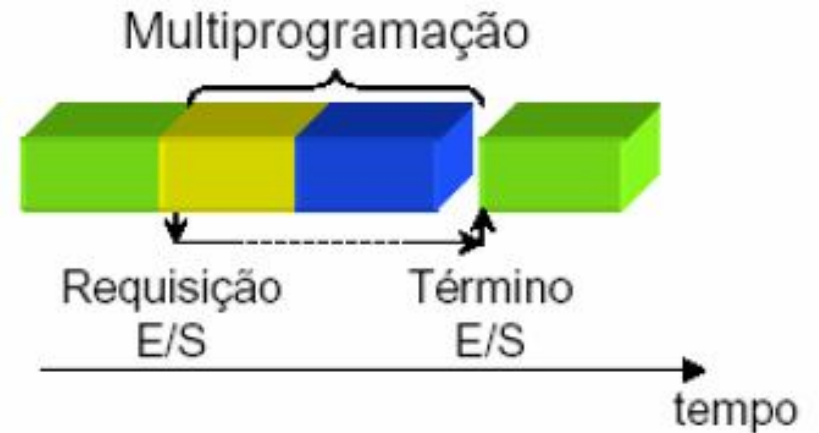 Multiprogramação
Requisição
E/S
Término
E/S
tempo